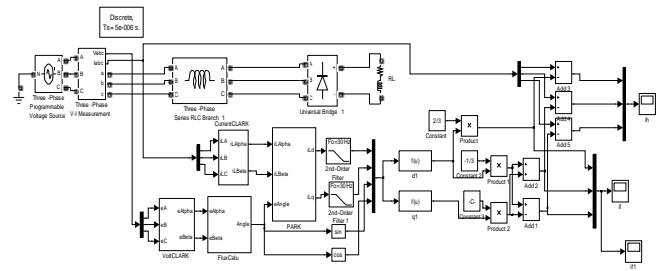 Discrete,
Ts = 5e-006 s.
Vabc
Iabc
A
B
C
a
b
c
N
A
B
C
Three -Phase
Programmable
Voltage Source
Three -Phase
V-I Measurement
A
B
C
A
B
C
Three -Phase
Series RLC Branch 1
A
B
C
+
-
Universal Bridge 1
RL
CurrentCLARK
iLA
iLB
iLC
iLAlpha
iLBeta
iLAlpha
iLBeta
eAngle
iLd
iLq
PARK
Fo=30Hz
2nd-Order
Filter
Fo=30Hz
2nd-Order
Filter 1
eA
eB
eC
eAlpha
eBeta
VoltCLARK
eAlpha
eBeta
Angle
FluxCalu
sin
cos
f(u)
d1
f(u)
q1
2/3
Constant
Product
-1/3
Constant 2
Product 1
-C-
Constant 3
Product 2
Add 2
Add 1
Add 3
Add 4
Add 5
ih
if
if1